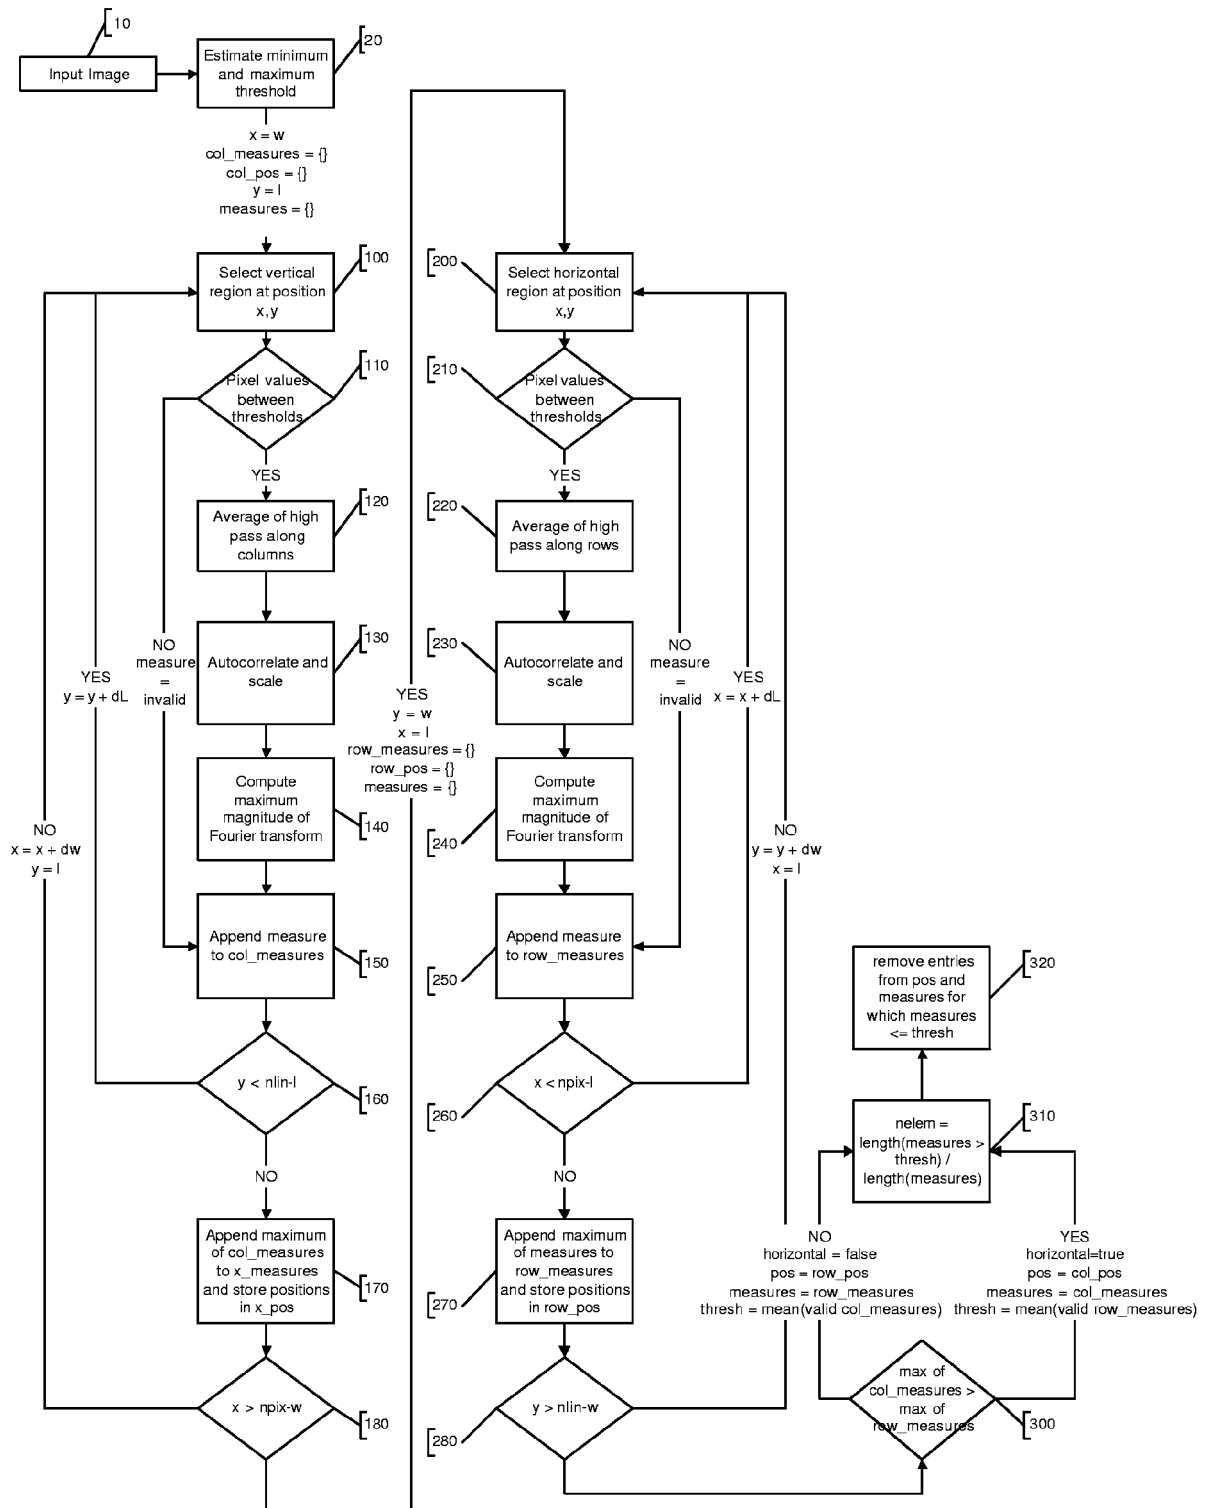 10
Input Image
20
Estimate minimum
and maximum
threshold
x = w
col_measures = {}
col_pos = {}
y = l
measures = {}
100
Select vertical
region at position
x,y
110
Pixel values
between
thresholds
YES
120
Average of high
pass along
columns
130
Autocorrelate and
scale
NO
measure
=
invalid
YES
y = y + dL
140
Compute
maximum
magnitude of
Fourier transform
NO
x = x + dw
y = l
150
Append measure
to col_measures
160
y < nlin-l
NO
170
Append maximum
of col_measures
to x_measures
and store positions
in x_pos
180
x > npix-w
YES
y = w
x = l
row_measures = {}
row_pos = {}
measures = {}
200
Select horizontal
region at position
x,y
210
Pixel values
between
thresholds
YES
220
Average of high
pass along rows
230
Autocorrelate and
scale
NO
measure
=
invalid
YES
x = x + dL
240
Compute
maximum
magnitude of
Fourier transform
NO
y = y + dw
x = l
250
Append measure
to row_measures
260
x < npix-l
NO
270
Append maximum
of measures to
row_measures
and store positions
in row_pos
280
y > nlin-w
300
max of
col_measures >
max of
row_measures
NO
horizontal = false
pos = row_pos
measures = row_measures
thresh = mean(valid col_measures)
YES
horizontal=true
pos = col_pos
measures = col_measures
thresh = mean(valid row_measures)
310
nelem =
length(measures >
thresh) /
length(measures)
320
remove entries
from pos and
measures for
which measures
<= thresh